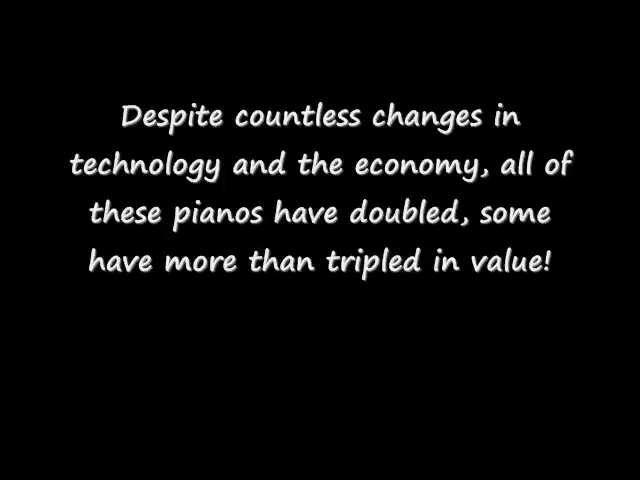 Despite countless changes in
technology and the economy, all of
these pianos have doubled, some
have more than tripled in value!